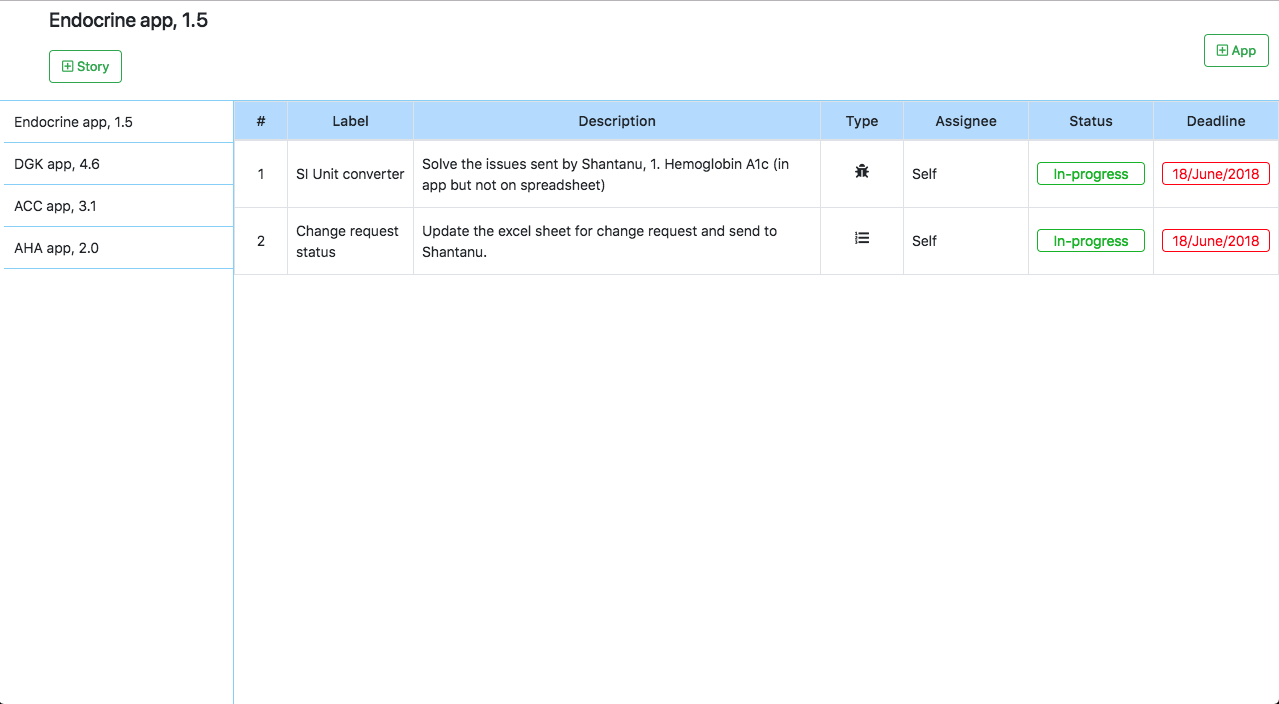 Endocrine app, 1.5
Story
App
Endocrine app, 1.5
DGK app, 4.6
ACC app, 3.1
AHA app, 2.0
# Label Description Type Assignee Status Deadline
1 SI Unit converter Solve the issues sent by Shantanu, 1. Hemoglobin A1c (in
app but not on spreadsheet) Self In-progress 18/June/2018
2 Change request
status Update the excel sheet for change request and send to
Shantanu. Self In-progress 18/June/2018